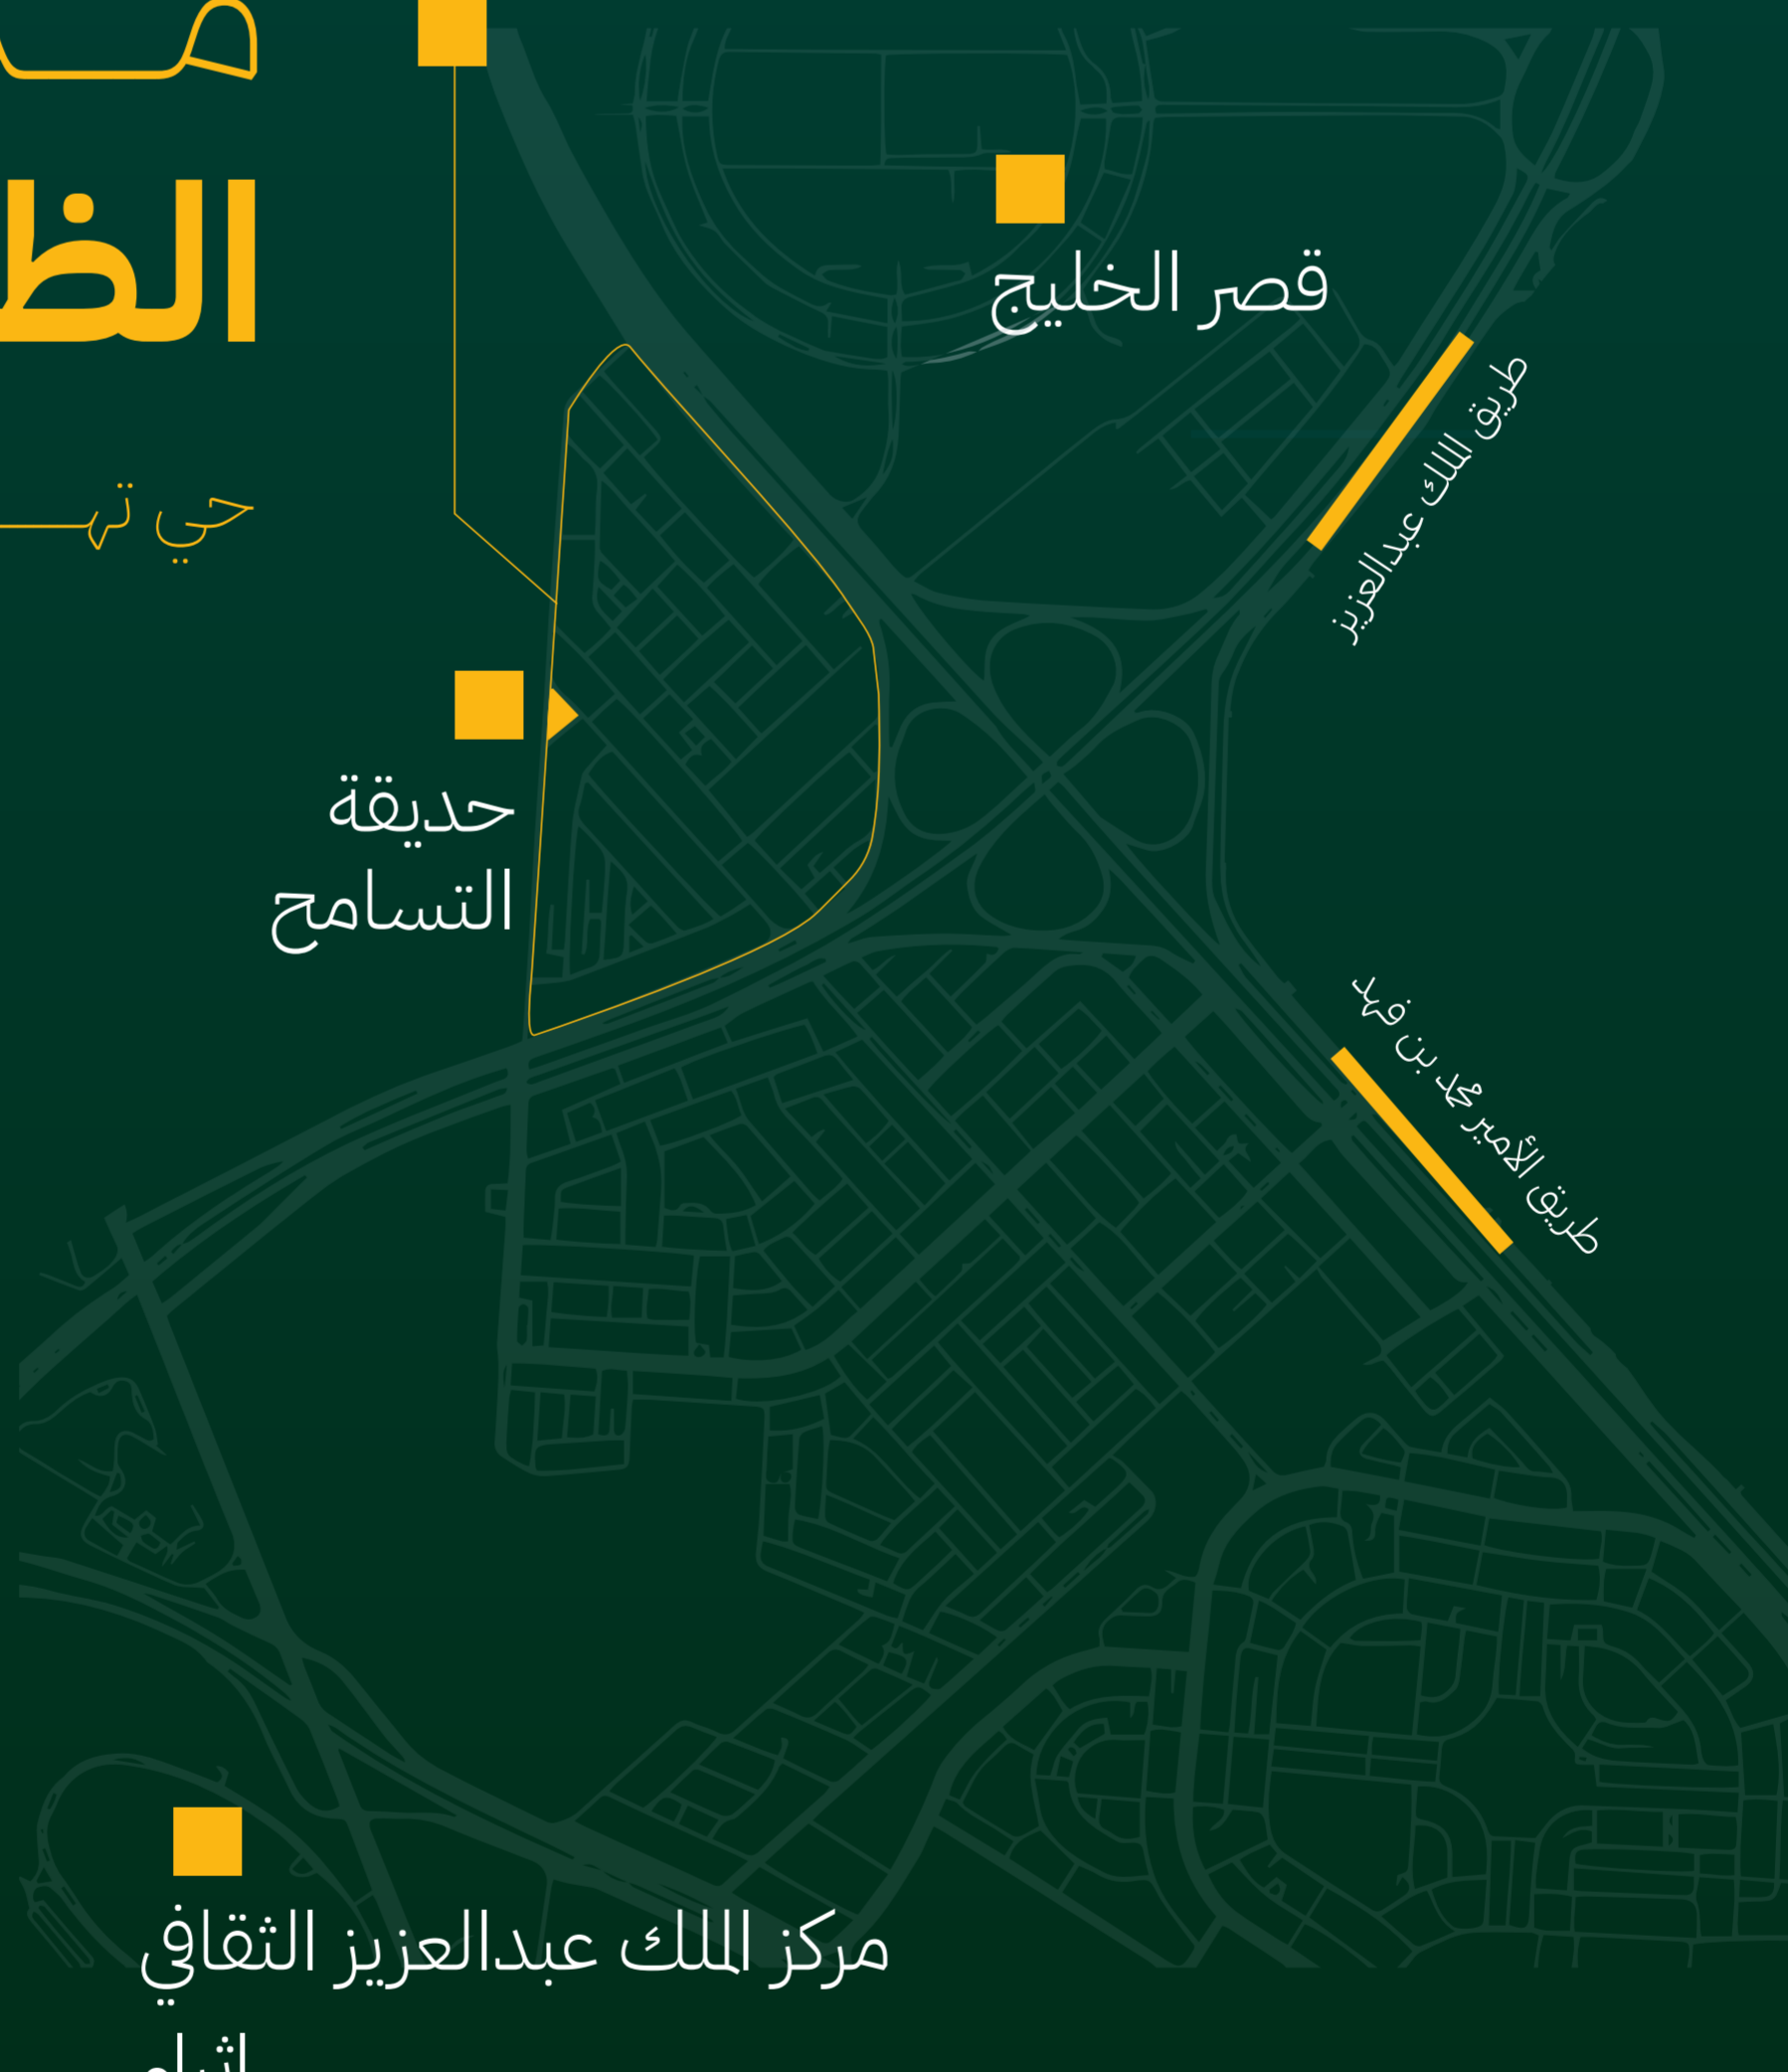 قصر الخليج
طريق الملك عبدالعزيز
حديقة
التسامح
طريق الأمير محمد بن فهد
مركز الملك عبدالعزيز الثقافي